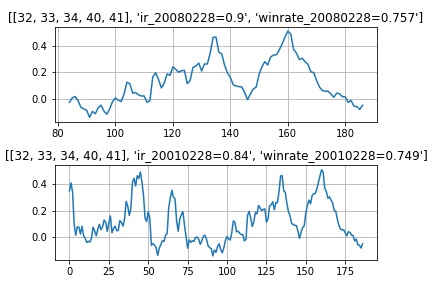 [[32, 33, 34, 40, 41], 'ir_20080228=0.9', 'winrate_20080228=0.757']
0.4
0.2
0.0
80 100 120 140 160 180
[[32, 33, 34, 40, 41], 'ir_20010228=0.84', 'winrate_20010228=0.749']
0.4
0.2
0.0
0 25 50 75 100 125 150 175